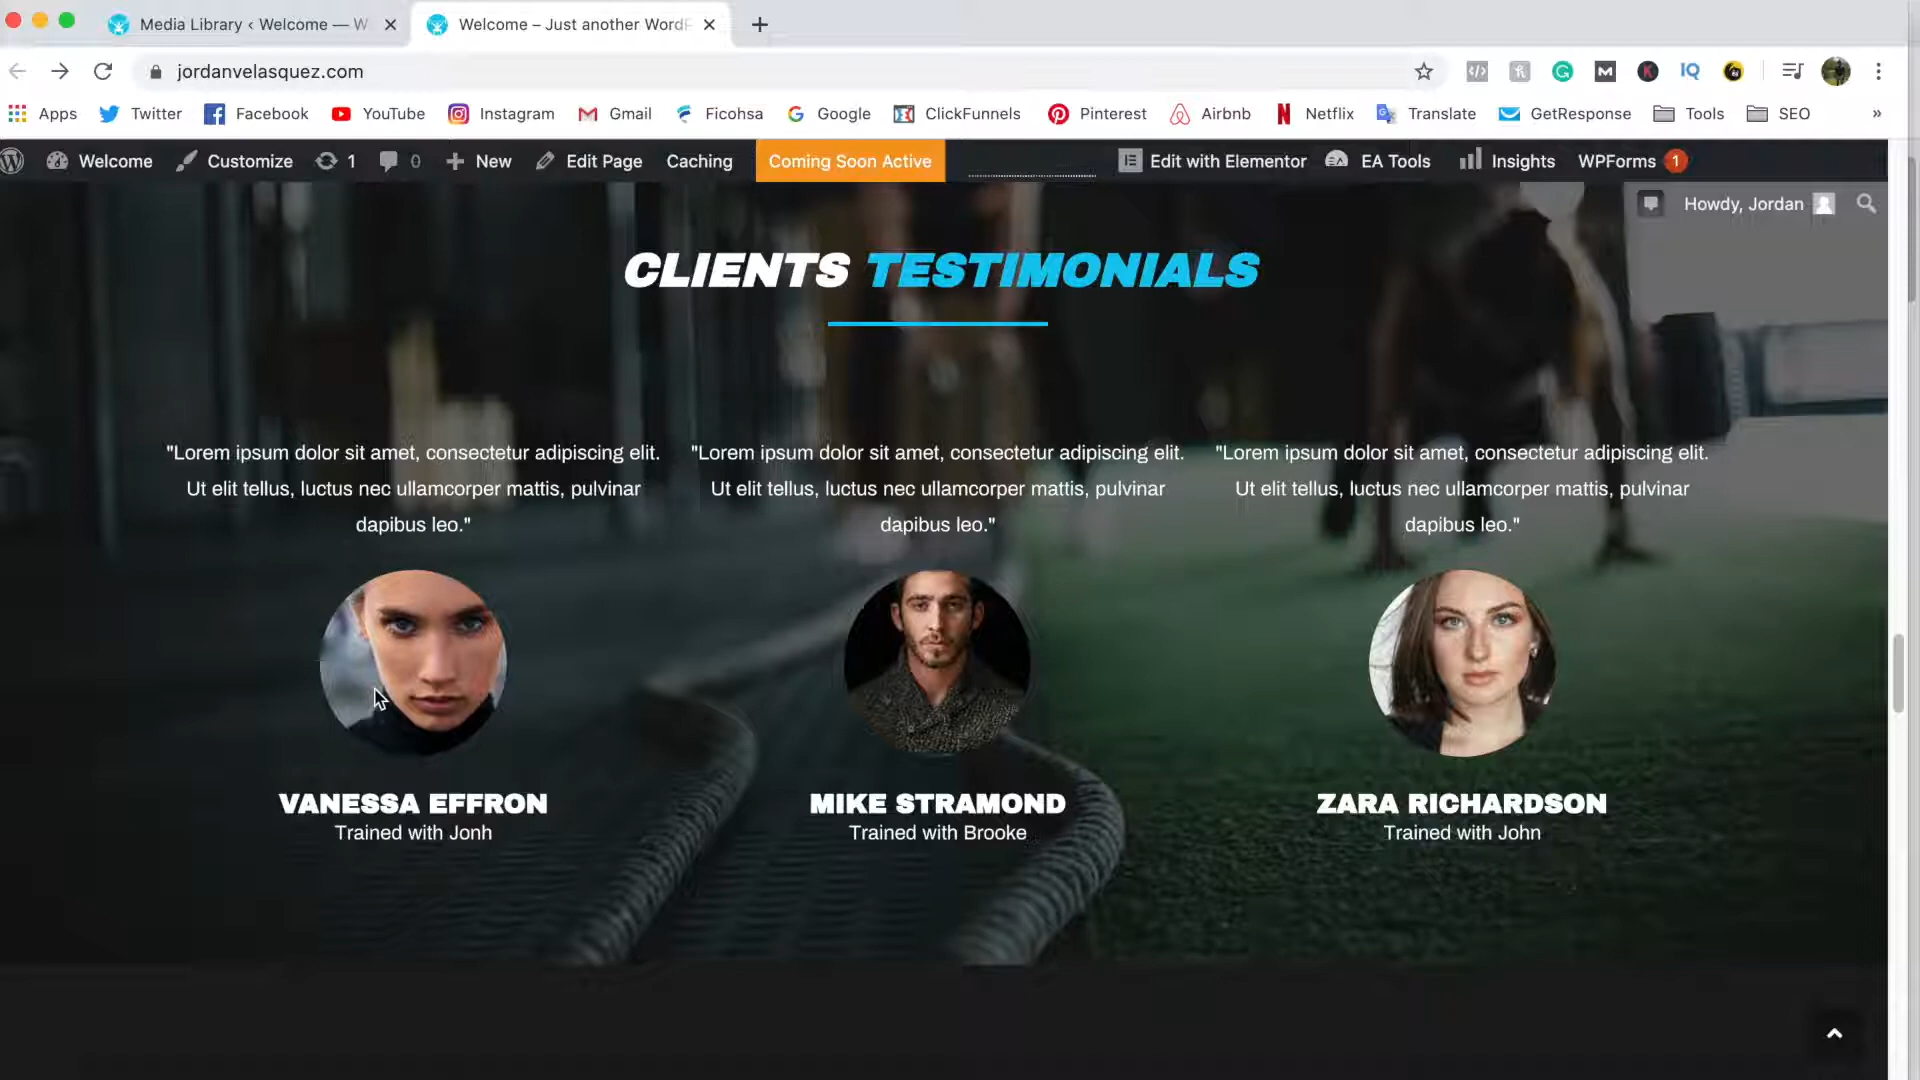 Media Library ‹ Welcome — W
Welcome – Just another WordP
jordanvelasquez.com
IQ
Apps Twitter Facebook YouTube Instagram Gmail Ficohsa Google ClickFunnels Pinterest Airbnb Netflix Translate GetResponse Tools SEO »
Welcome Customize 1 0 New Edit Page Caching Coming Soon Active Edit with Elementor EA Tools Insights WPForms 1
Howdy, Jordan
CLIENTS TESTIMONIALS
"Lorem ipsum dolor sit amet, consectetur adipiscing elit.
Ut elit tellus, luctus nec ullamcorper mattis, pulvinar
dapibus leo."
"Lorem ipsum dolor sit amet, consectetur adipiscing elit.
Ut elit tellus, luctus nec ullamcorper mattis, pulvinar
dapibus leo."
"Lorem ipsum dolor sit amet, consectetur adipiscing elit.
Ut elit tellus, luctus nec ullamcorper mattis, pulvinar
dapibus leo."
VANESSA EFFRON
Trained with Jonh
MIKE STRAMOND
Trained with Brooke
ZARA RICHARDSON
Trained with John